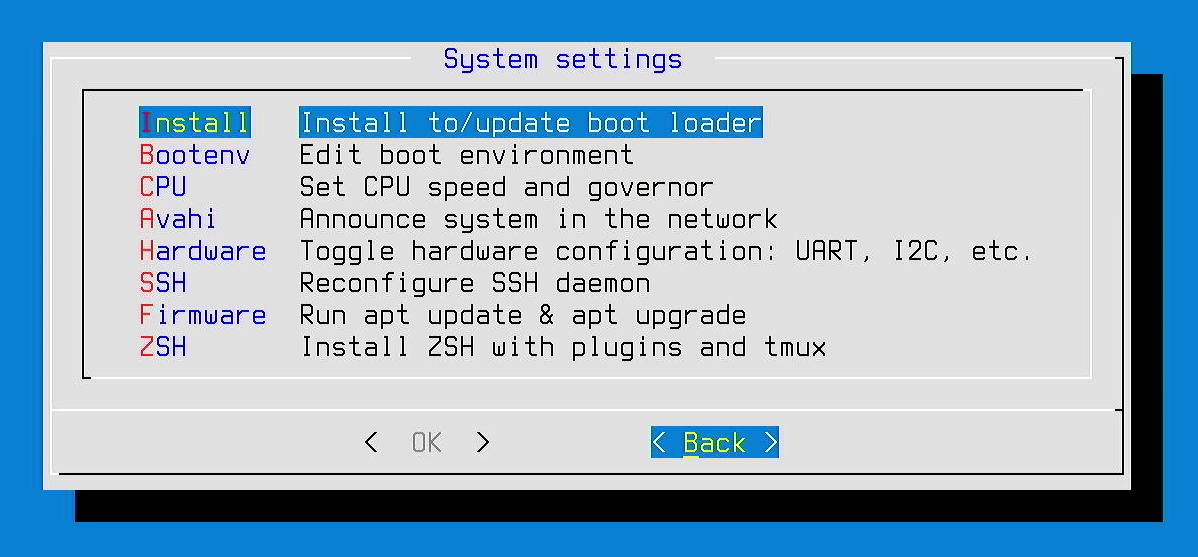 System settings
Install Install to/update boot loader
Bootenv Edit boot environment
CPU Set CPU speed and governor
Avahi Announce system in the network
Hardware Toggle hardware configuration: UART, I2C, etc.
SSH Reconfigure SSH daemon
Firmware Run apt update & apt upgrade
ZSH Install ZSH with plugins and tmux
< OK > < Back >